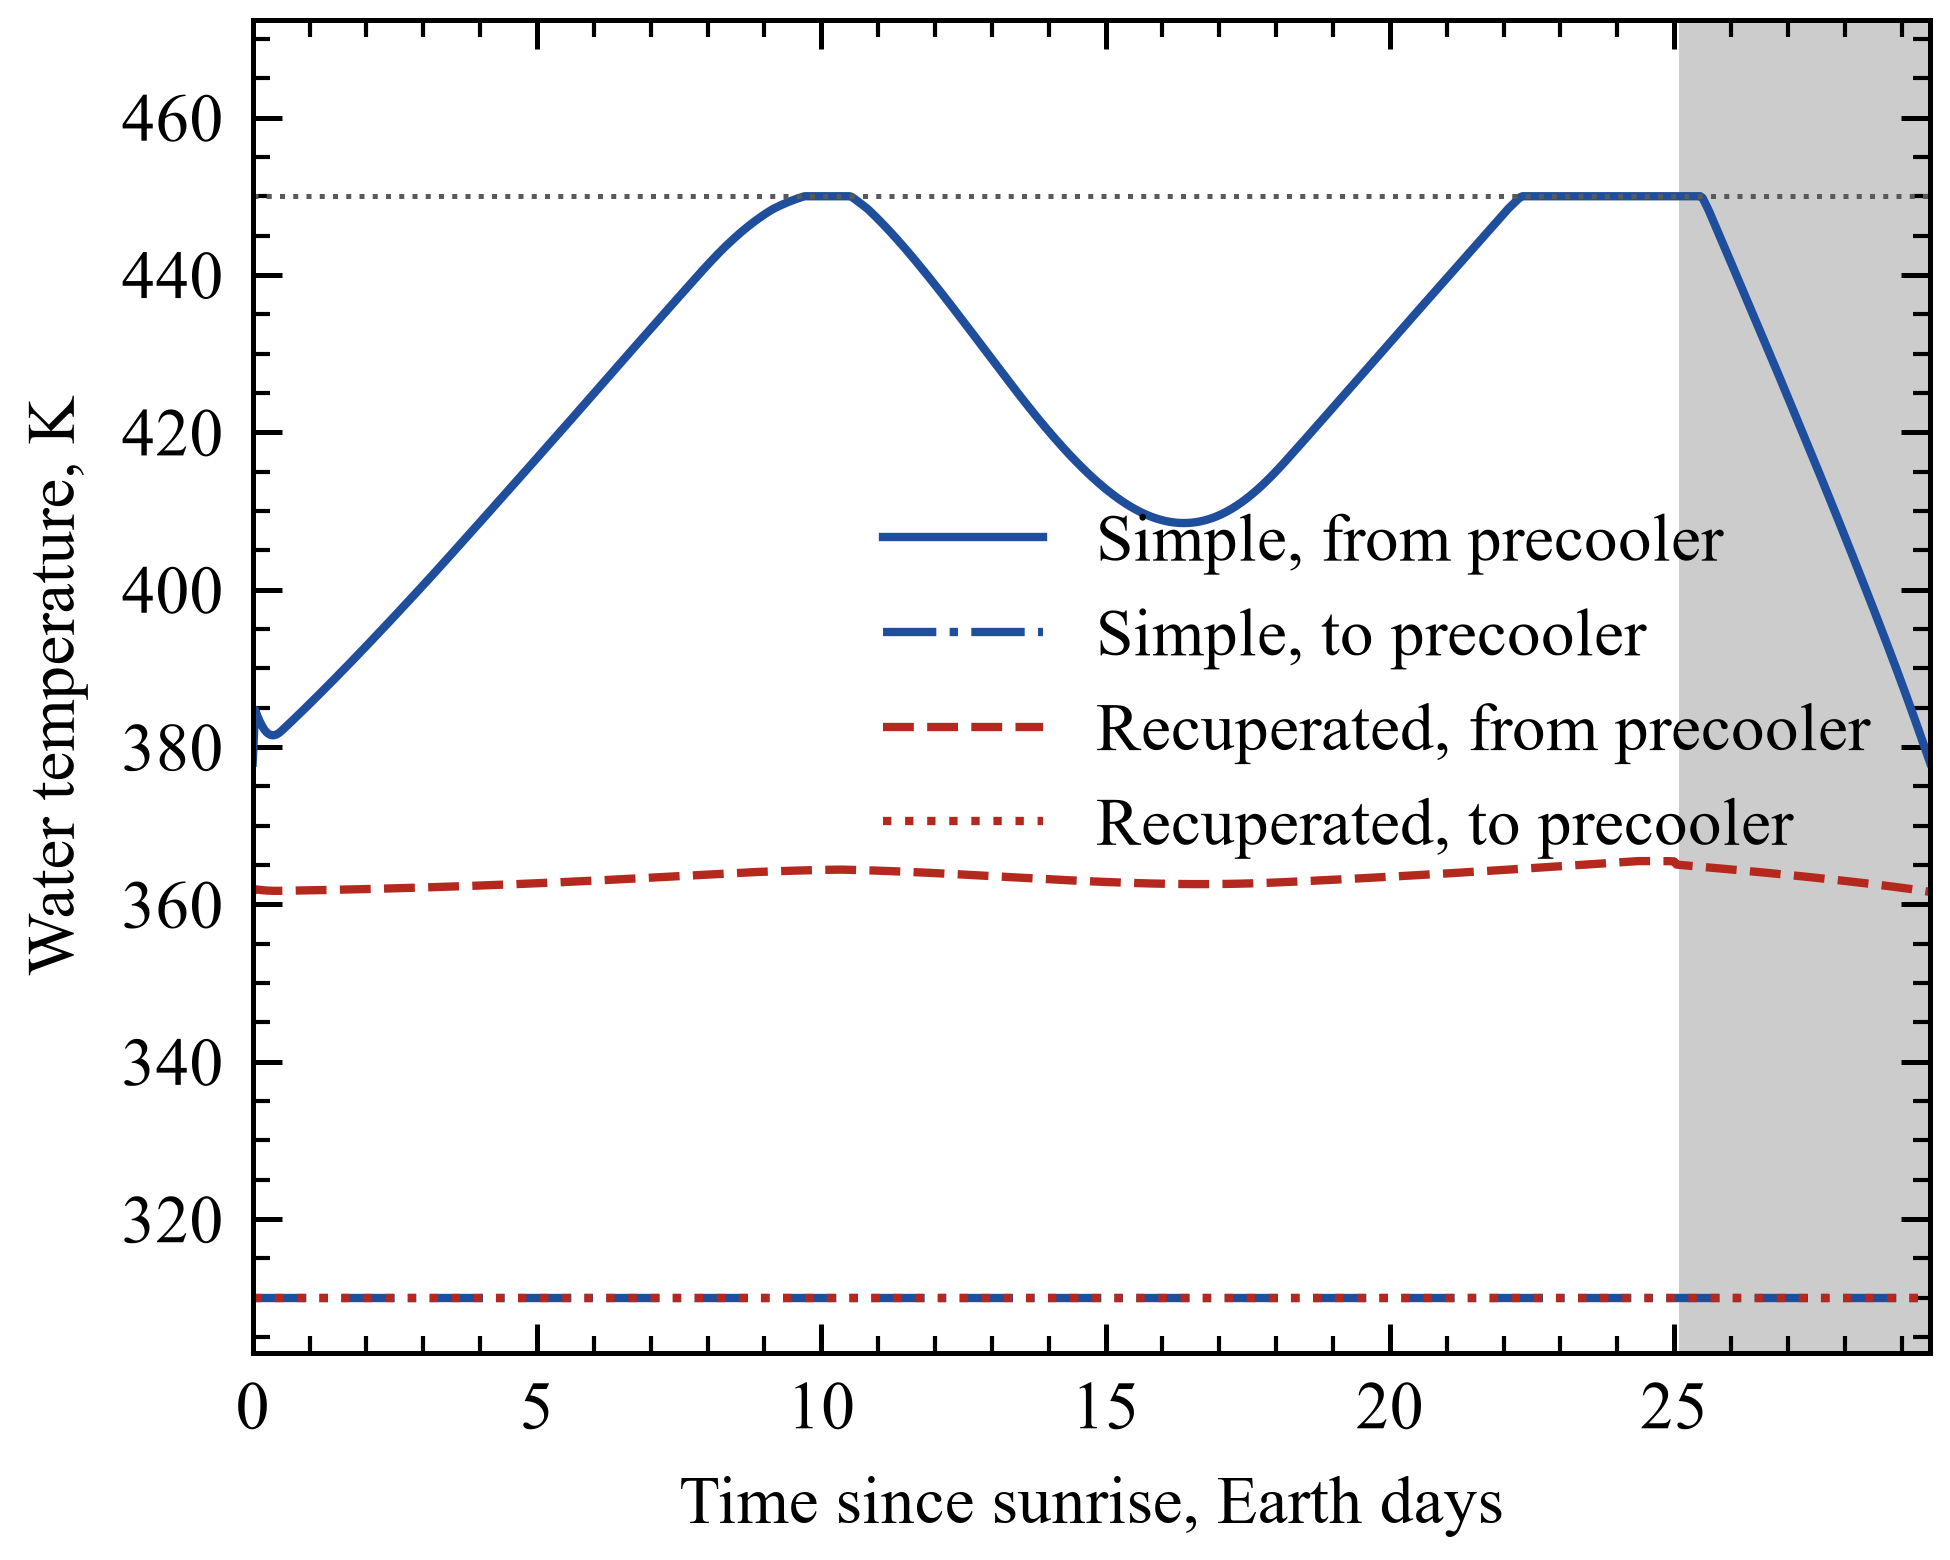 460
440
420
400
380
360
340
320
Water temperature, K
Simple, from precooler
Simple, to precooler
Recuperated, from precooler
Recuperated, to precooler
0 5 10 15 20 25
Time since sunrise, Earth days